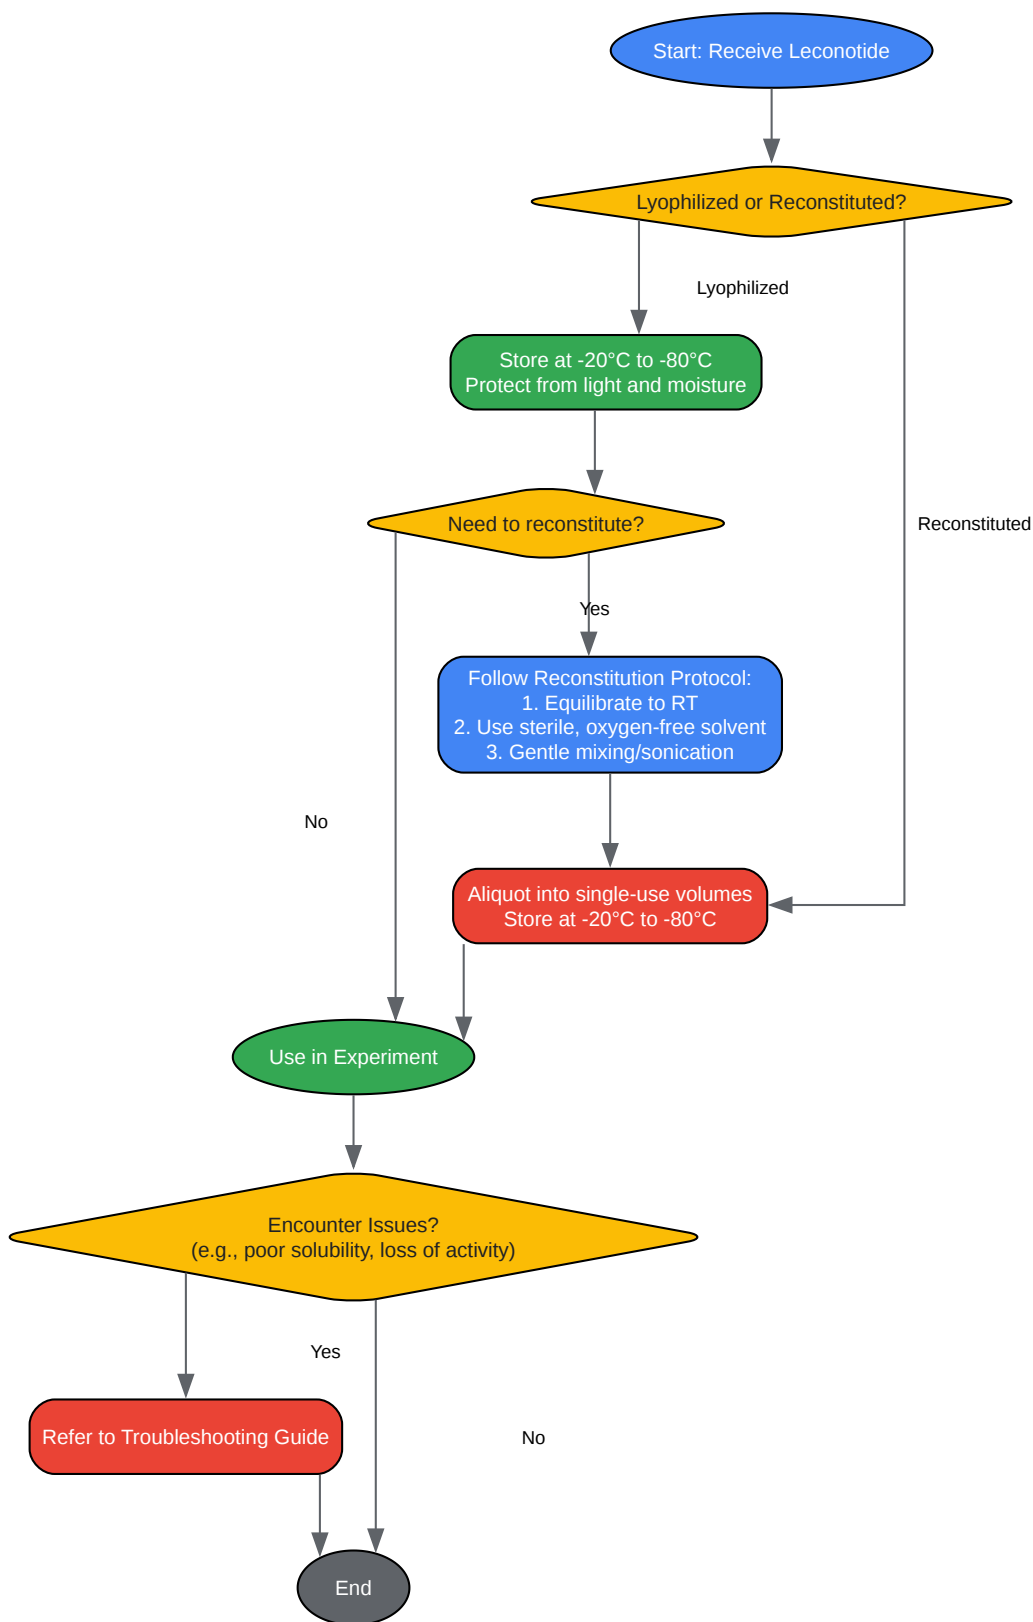 Start: Receive Leconotide
Lyophilized or Reconstituted?
Lyophilized
Store at -20°C to -80°C
Protect from light and moisture
Need to reconstitute?
Reconstituted
Yes
Follow Reconstitution Protocol:
1. Equilibrate to RT
2. Use sterile, oxygen-free solvent
3. Gentle mixing/sonication
No
Aliquot into single-use volumes
Store at -20°C to -80°C
Use in Experiment
Encounter Issues?
(e.g., poor solubility, loss of activity)
Yes
Refer to Troubleshooting Guide
No
End